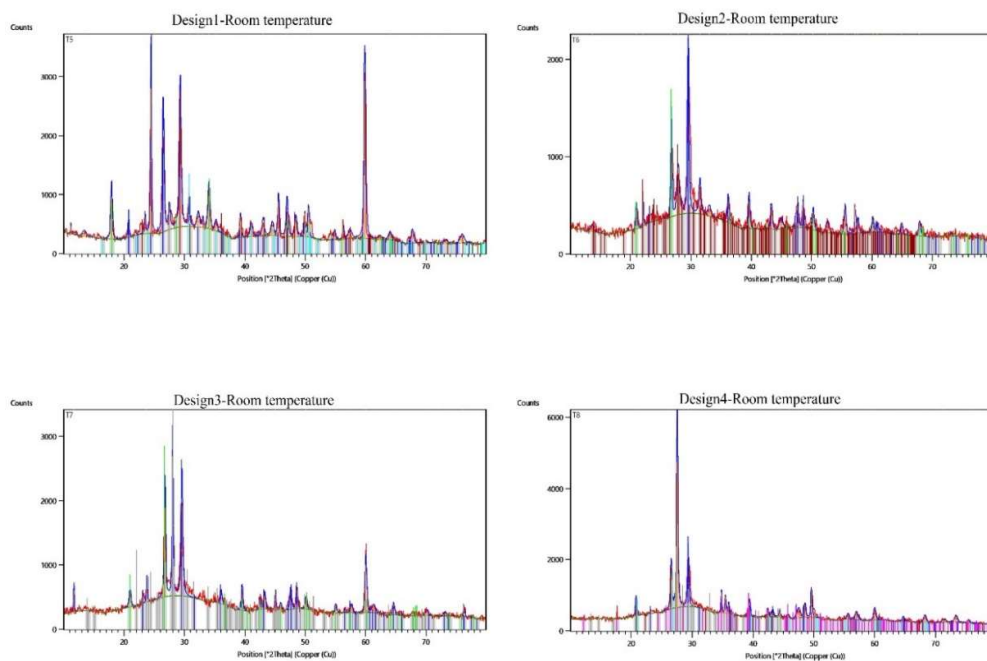 Design1-Room temperature
Counts
T5
3000
2000
1000
0
20 30 40 50 60 70
Position [°2Theta] (Copper (Cu))
Design2-Room temperature
Counts
T6
2000
1000
0
20 30 40 50 60 70
Position [°2Theta] (Copper (Cu))
Design3-Room temperature
Counts
T7
3000
2000
1000
0
20 30 40 50 60 70
Position [°2Theta] (Copper (Cu))
Design4-Room temperature
Counts
T8
6000
4000
2000
0
20 30 40 50 60 70
Position [°2Theta] (Copper (Cu))